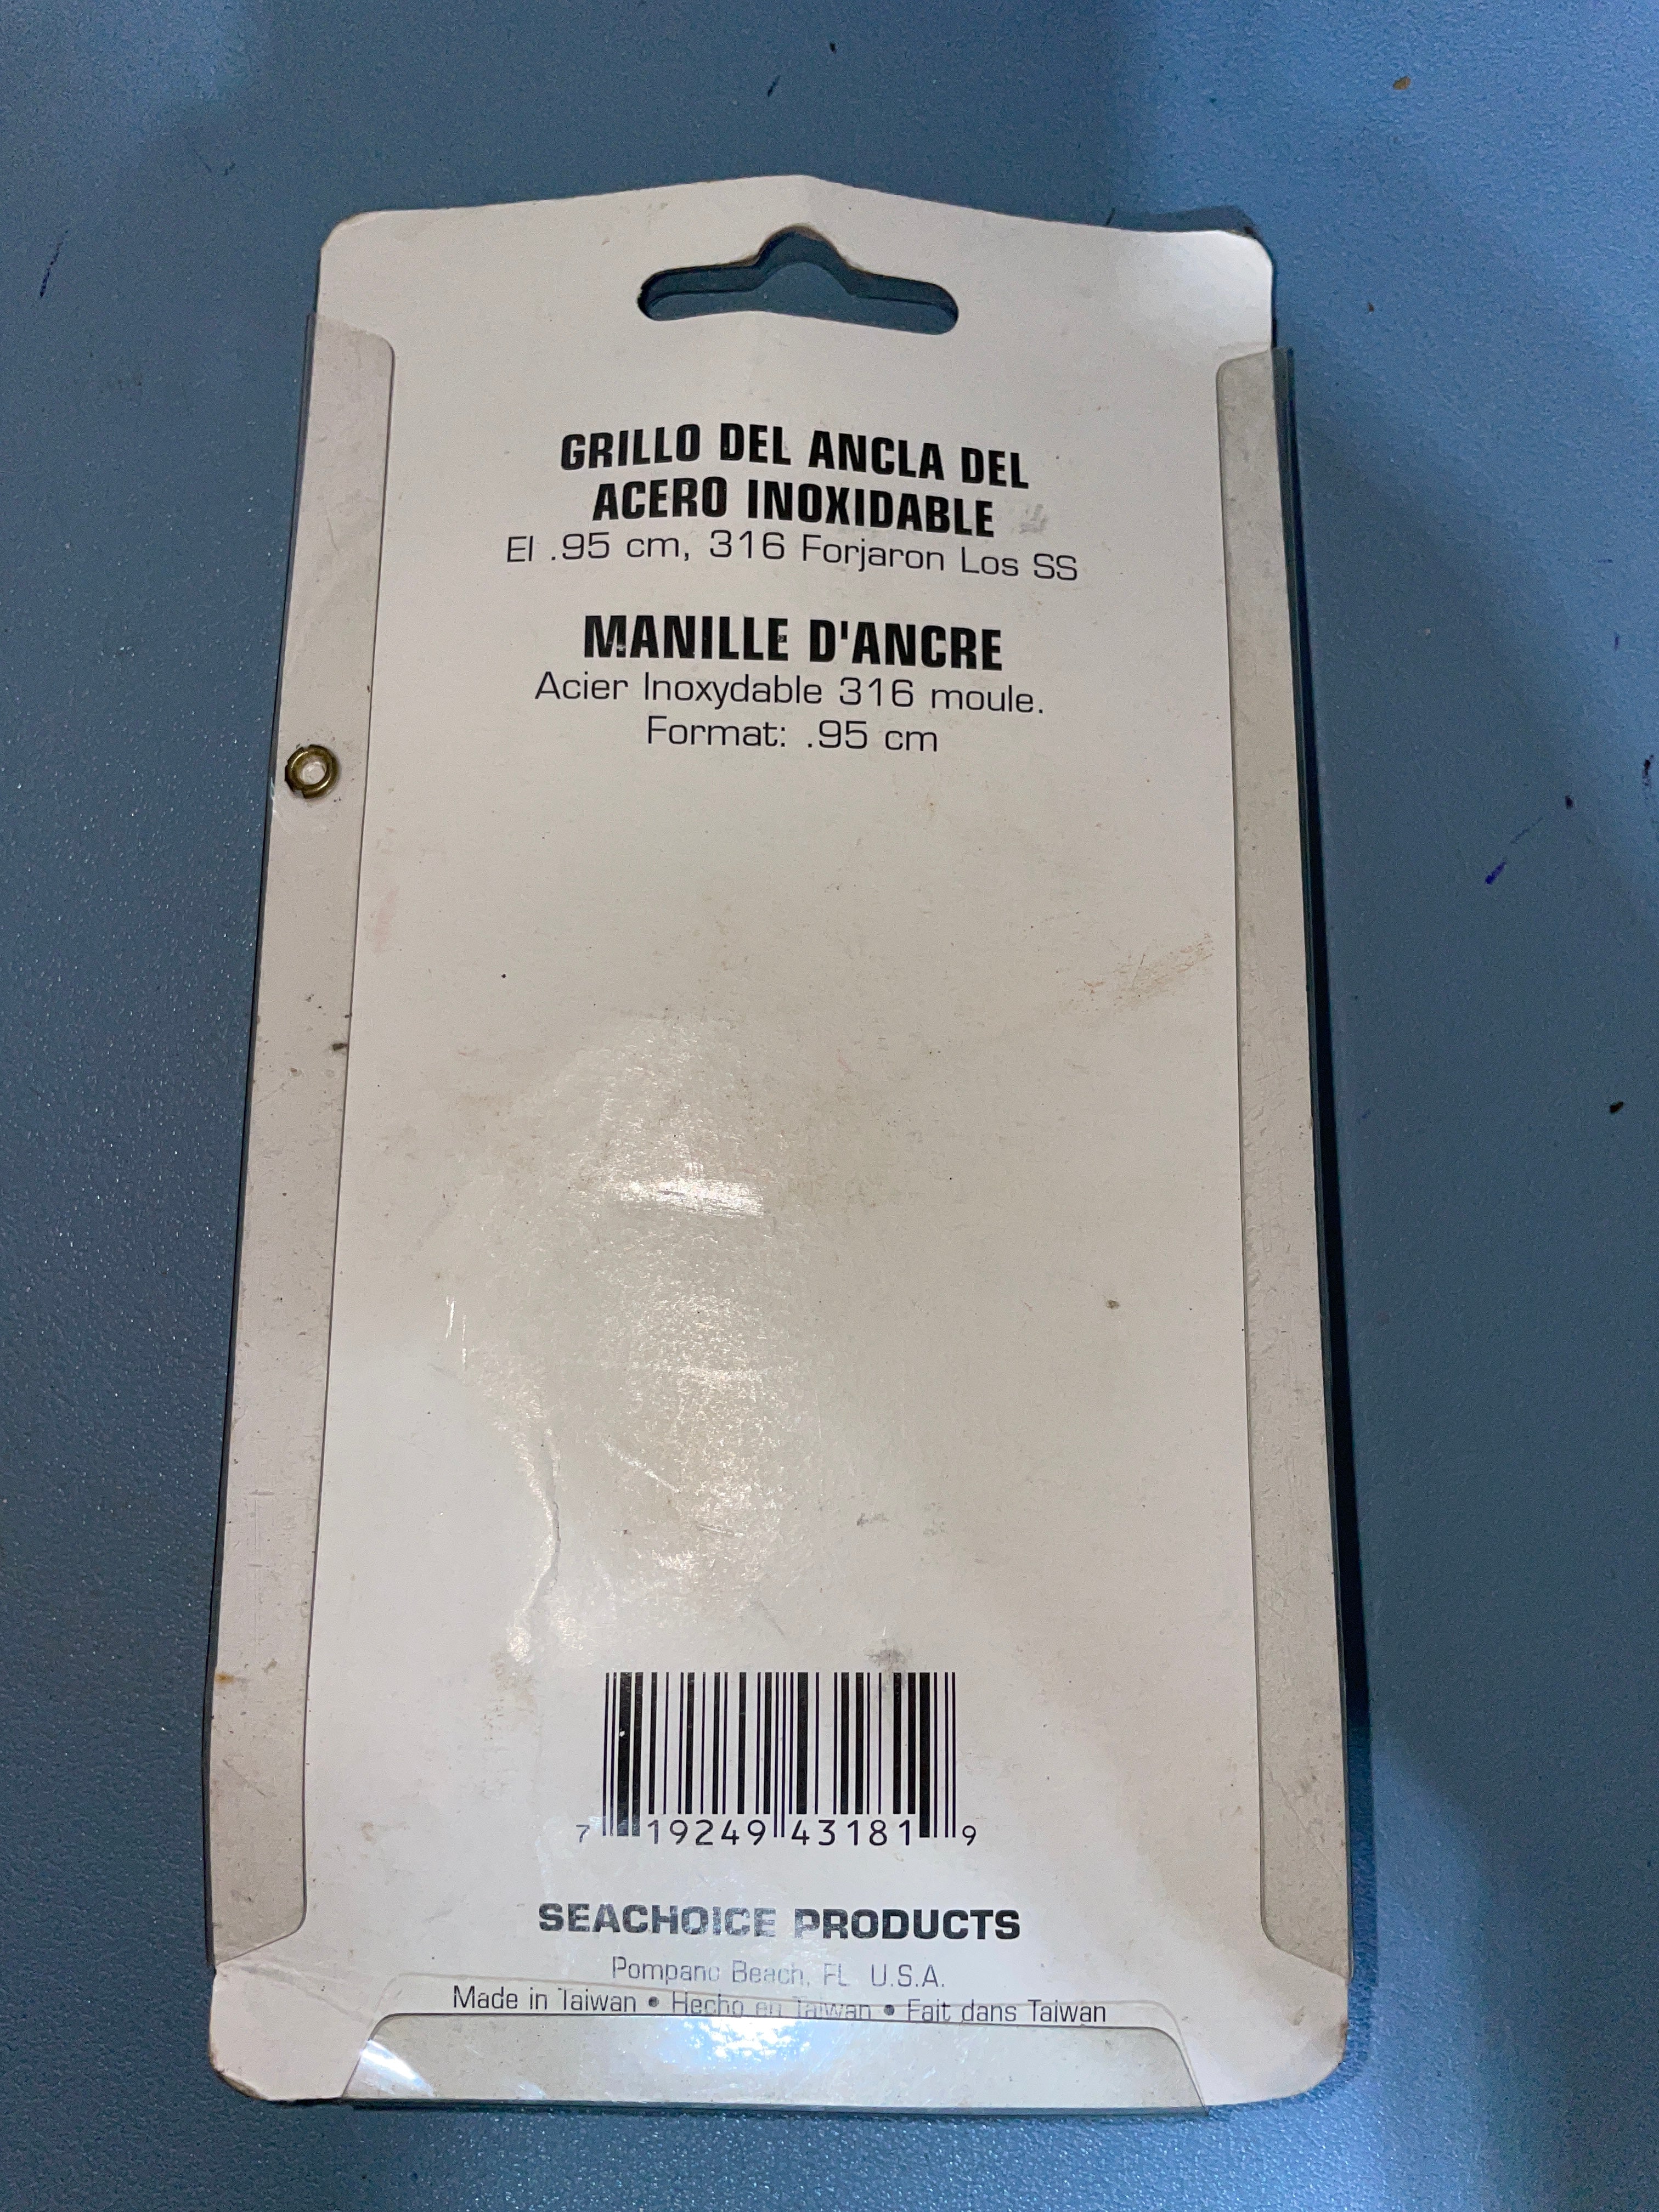 GRILLO DEL ANCLA DEL
ACERO INOXIDABLE
El .95 cm, 316 Forjaron Los SS
MANILLE D'ANCRE
Acier Inoxydable 316 moule.
Format: .95 cm
7 19249 43181 9
SEACHOICE PRODUCTS
Pompano Beach, FL U.S.A.
Made in Taiwan • Hecho en Taiwan • Fait dans Taiwan